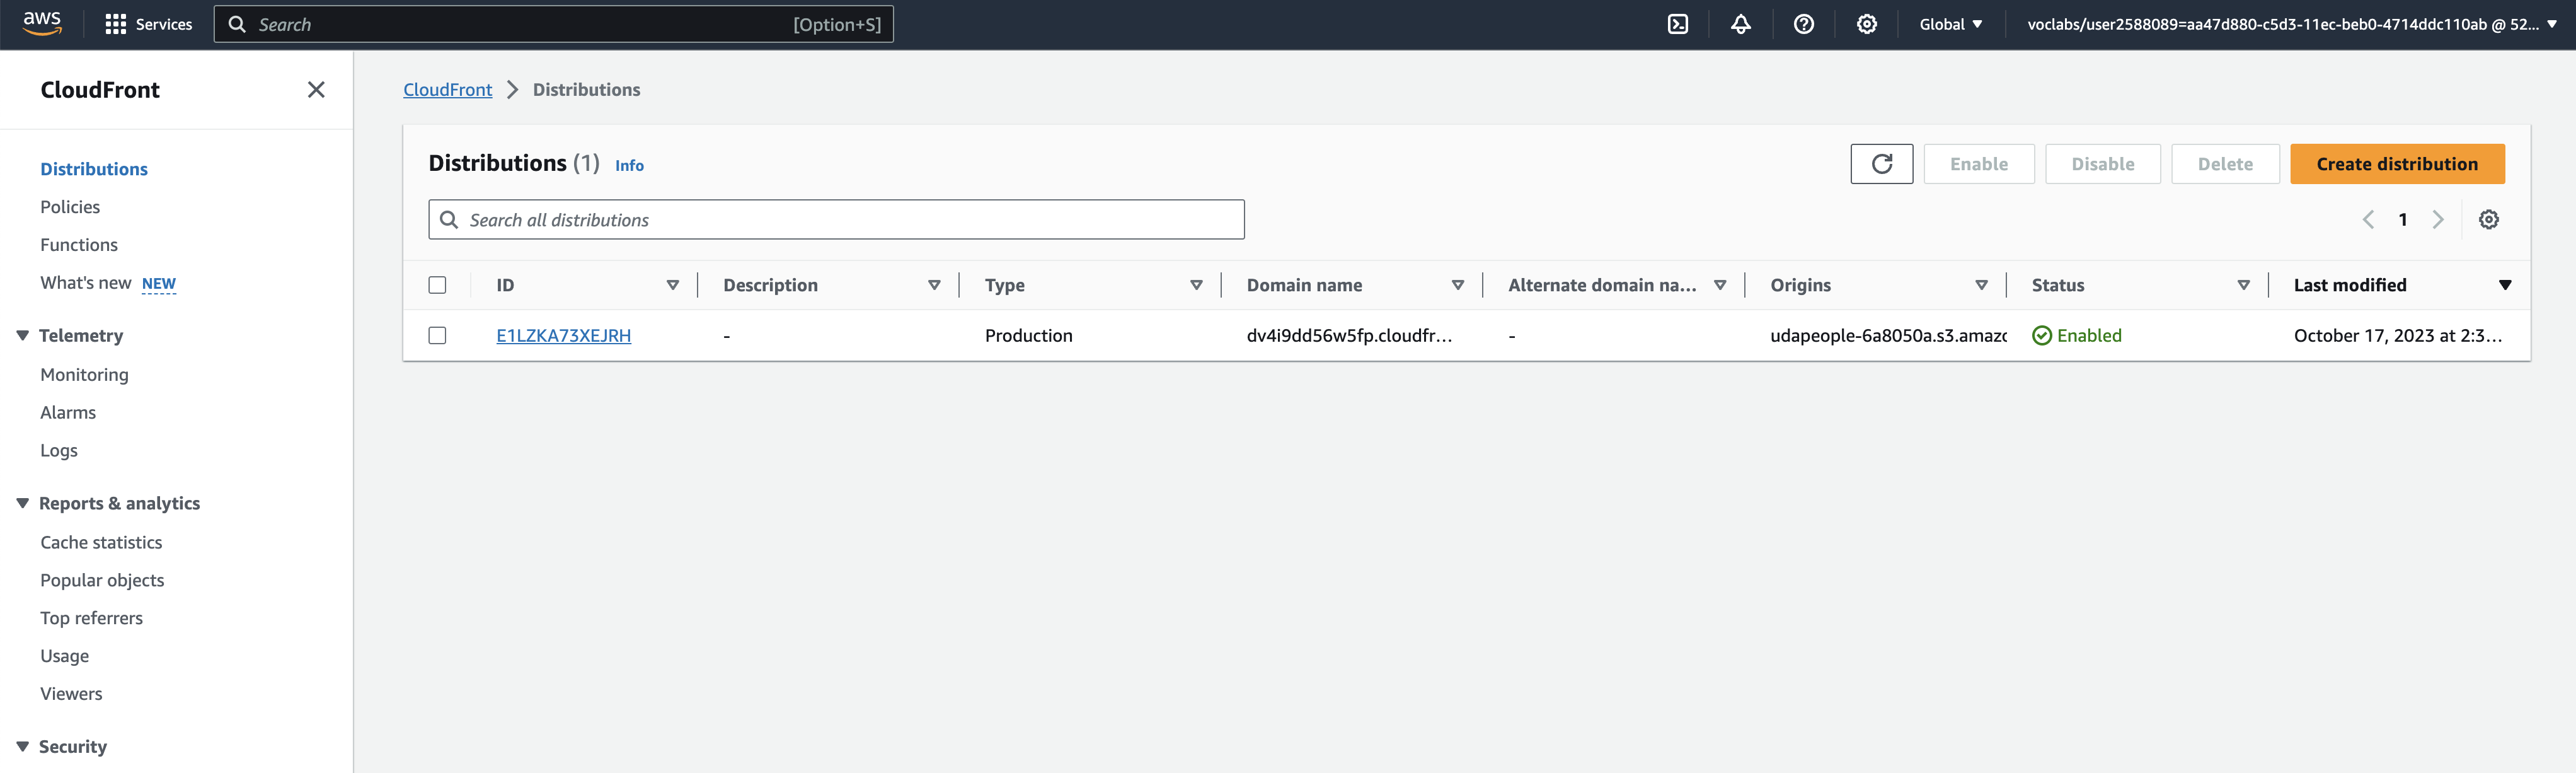 aws
Services
Search
[Option+S]
Global
voclabs/user2588089=aa47d880-c5d3-11ec-beb0-4714ddc110ab @ 52...
CloudFront
Distributions
Policies
Functions
What's new NEW
Telemetry
Monitoring
Alarms
Logs
Reports & analytics
Cache statistics
Popular objects
Top referrers
Usage
Viewers
Security
CloudFront > Distributions
Distributions (1) Info
Enable
Disable
Delete
Create distribution
Search all distributions
1
ID
Description
Type
Domain name
Alternate domain na...
Origins
Status
Last modified
E1LZKA73XEJRH
-
Production
dv4i9dd56w5fp.cloudfr...
-
udapeople-6a8050a.s3.amazo
Enabled
October 17, 2023 at 2:3...